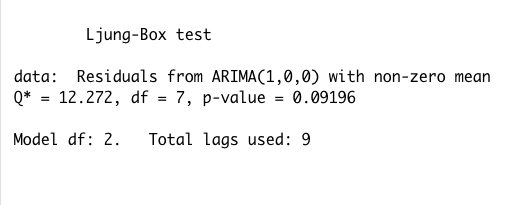 Ljung-Box test
data:  Residuals from ARIMA(1,0,0) with non-zero mean
Q* = 12.272, df = 7, p-value = 0.09196
Model df: 2.   Total lags used: 9